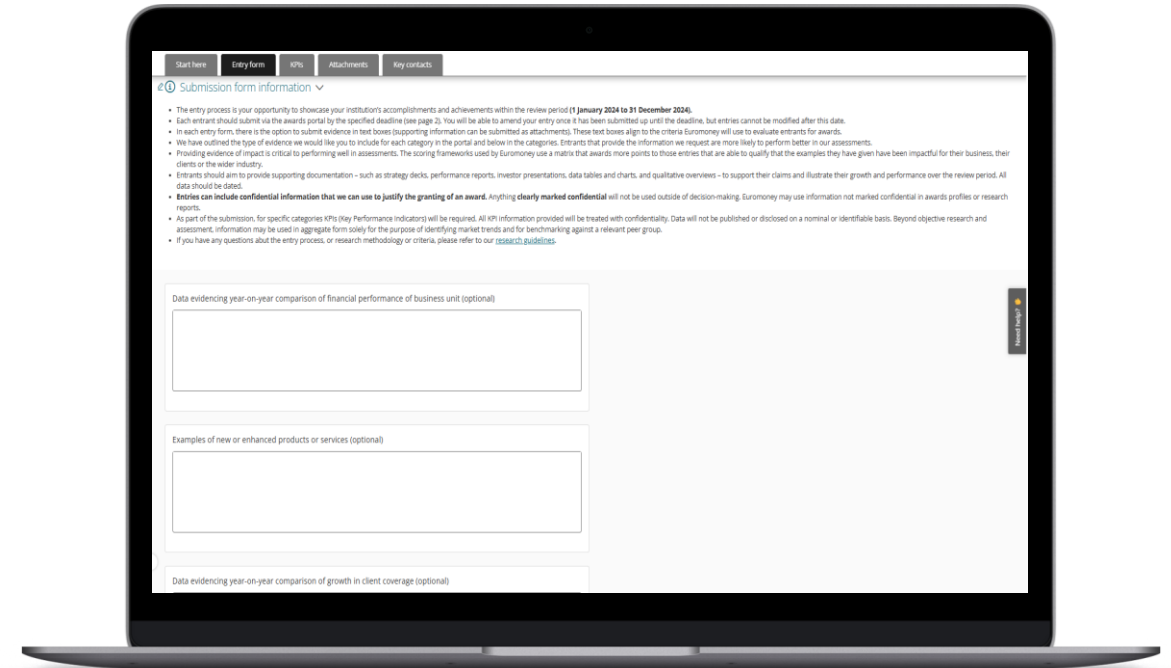 Start here
Entry form
KPIs
Attachments
Key contacts
Submission form information
• The entry process is your opportunity to showcase your institution's accomplishments and achievements within the review period (1 January 2024 to 31 December 2024).
• Each entrant should submit via the awards portal by the specified deadline (see page 2). You will be able to amend your entry once it has been submitted up until the deadline, but entries cannot be modified after this date.
• In each entry form, there is the option to submit evidence in text boxes (supporting information can be submitted as attachments). These text boxes align to the criteria Euromoney will use to evaluate entrants for awards.
• We have outlined the type of evidence we would like you to include for each category in the portal and below in the categories. Entrants that provide the information we request are more likely to perform better in our assessments.
• Providing evidence of impact is critical to performing well in assessments. The scoring frameworks used by Euromoney use a matrix that awards more points to those entries that are able to qualify that the examples they have given have been impactful for their business, their
clients or the wider industry.
• Entrants should aim to provide supporting documentation – such as strategy decks, performance reports, investor presentations, data tables and charts, and qualitative overviews – to support their claims and illustrate their growth and performance over the review period. All
data should be dated.
• Entries can include confidential information that we can use to justify the granting of an award. Anything clearly marked confidential will not be used outside of decision-making. Euromoney may use information not marked confidential in awards profiles or research
reports.
• As part of the submission, for specific categories KPIs (Key Performance Indicators) will be required. All KPI information provided will be treated with confidentiality. Data will not be published or disclosed on a nominal or identifiable basis. Beyond objective research and
assessment, information may be used in aggregate form solely for the purpose of identifying market trends and for benchmarking against a relevant peer group.
• If you have any questions abut the entry process, or research methodology or criteria, please refer to our research guidelines.
Data evidencing year-on-year comparison of financial performance of business unit (optional)
Need help?
Examples of new or enhanced products or services (optional)
Data evidencing year-on-year comparison of growth in client coverage (optional)